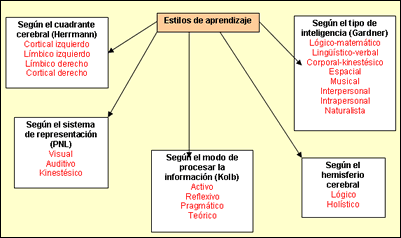 Estilos de aprendizaje
Según el cuadrante
cerebral (Herrmann)
Cortical izquierdo
Límbico izquierdo
Límbico derecho
Cortical derecho
Según el tipo de
inteligencia (Gardner)
Lógico-matemático
Lingüístico-verbal
Corporal-kinestésico
Espacial
Musical
Interpersonal
Intrapersonal
Naturalista
Según el sistema
de representación
(PNL)
Visual
Auditivo
Kinestésico
Según el modo de
procesar la
información (Kolb)
Activo
Reflexivo
Pragmático
Teórico
Según el
hemisferio
cerebral
Lógico
Holístico